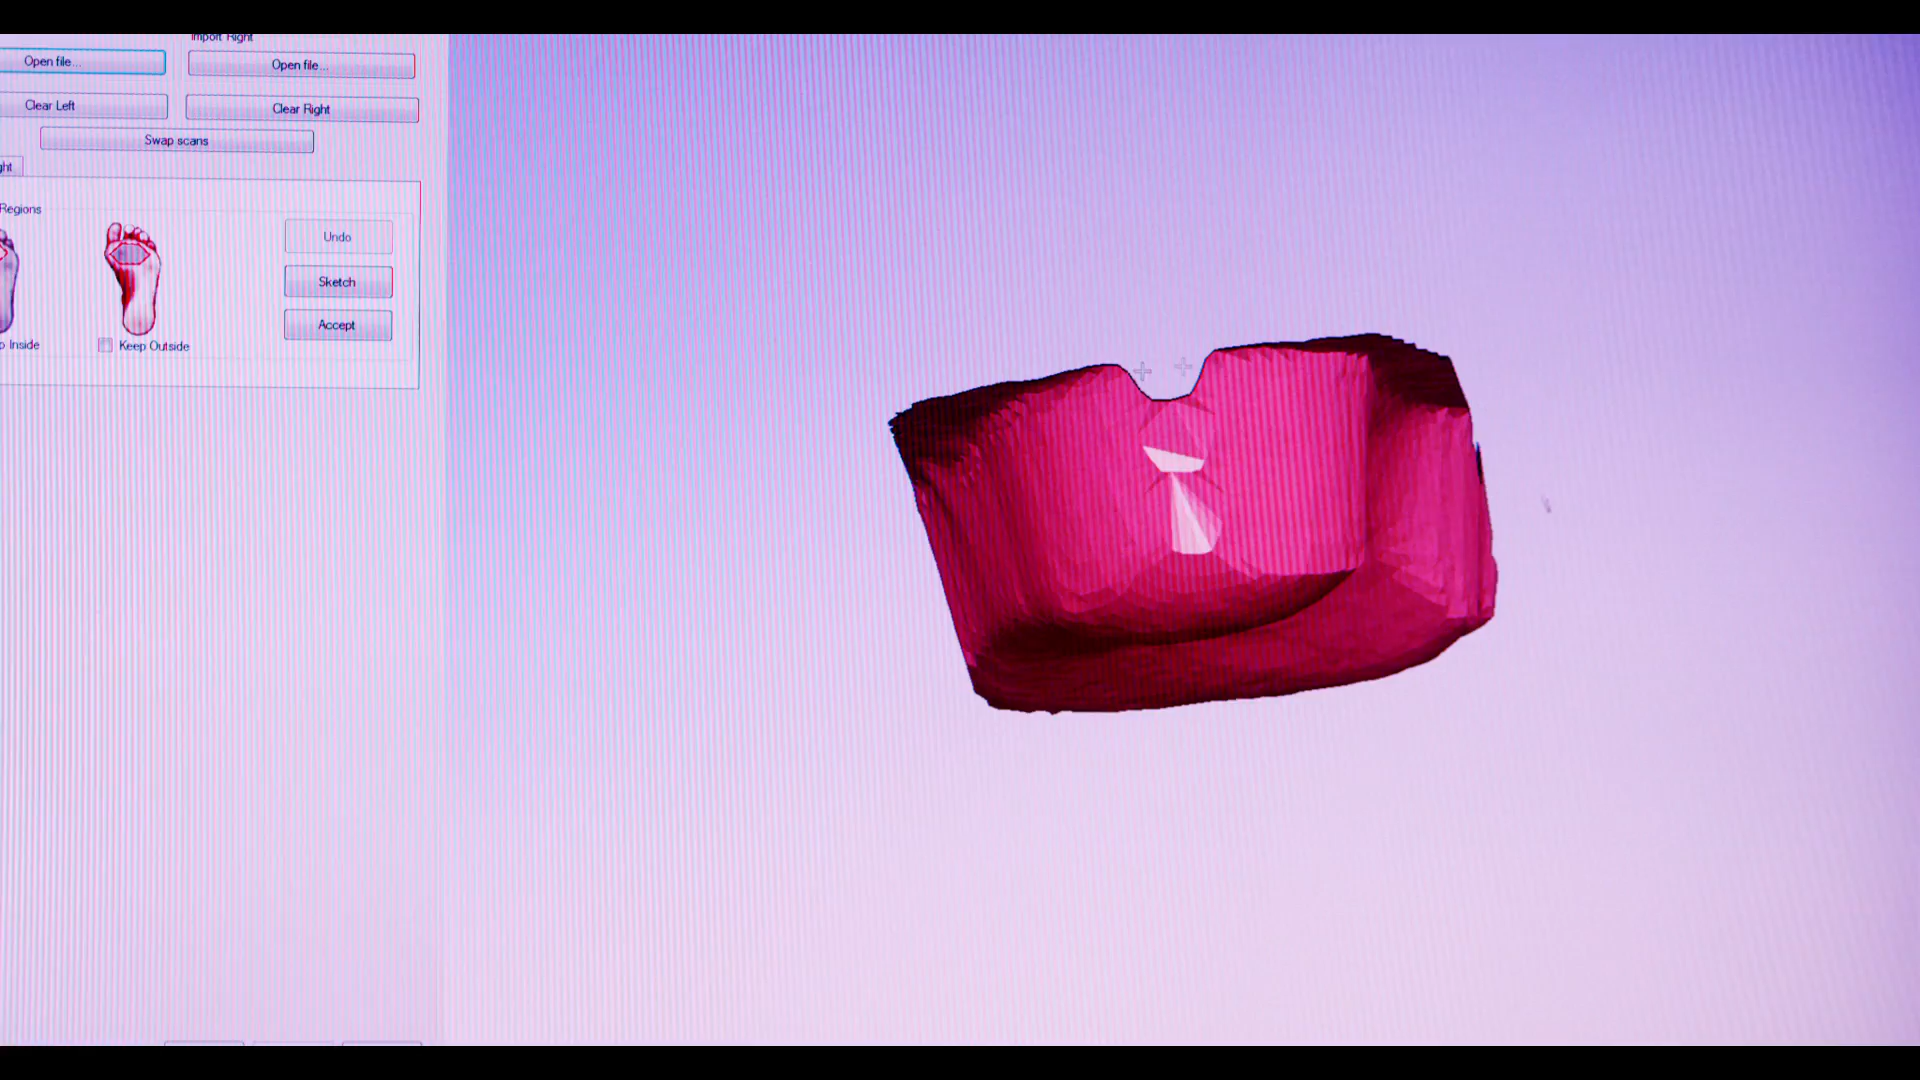 Import Right
Open file...
Open file...
Clear Left
Clear Right
Swap scans
ght
Regions
Undo
Sketch
Accept
p Inside
Keep Outside